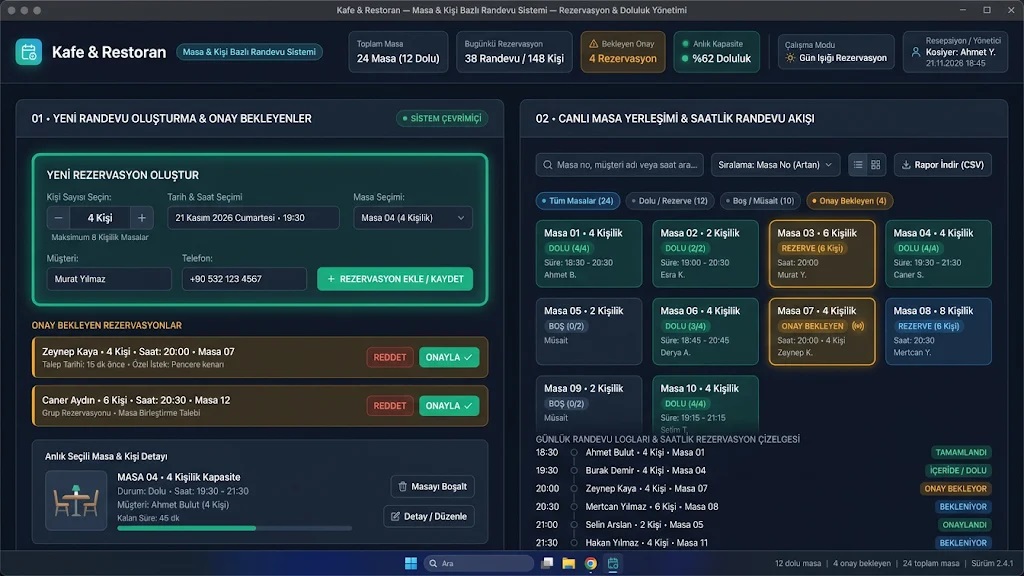 Kafe & Restoran — Masa & Kişi Bazlı Randevu Sistemi — Rezervasyon & Doluluk Yönetimi
Kafe & Restoran
Masa & Kişi Bazlı Randevu Sistemi
Toplam Masa
24 Masa (12 Dolu)
Bugünlü Rezervasyon
38 Randevu / 148 Kişi
Bekleyen Onay
4 Rezervasyon
Anlık Kapasite
%62 Doluluk
Çalışma Modu
Gün Işığı Rezervasyon
Resepsiyon / Yönetici
Kosiyer: Ahmet Y.
21.11.2026 18:45
01 • YENİ RANDEVU OLUŞTURMA & ONAY BEKLEYENLER
SİSTEM ÇEVRİMİÇİ
YENİ REZERVASYON OLUŞTUR
Kişi Sayısı Seçin:
Tarih & Saat Seçimi
Masa Seçimi:
− 4 Kişi +
21 Kasım 2026 Cumartesi • 19:30
Masa 04 (4 Kişilik)
Maksimum 8 Kişilik Masalar
Müşteri:
Telefon:
Murat Yılmaz
+90 532 123 4567
+ REZERVASYON EKLE / KAYDET
ONAY BEKLEYEN REZERVASYONLAR
Zeynep Kaya • 4 Kişi • Saat: 20:00 • Masa 07
Talep Tarihi: 15 dk önce • Özel İstek: Pencere kenarı
REDDET
ONAYLA ✓
Caner Aydın • 6 Kişi • Saat: 20:30 • Masa 12
Grup Rezervasyonu • Masa Birleştirme Talebi
REDDET
ONAYLA ✓
Anlık Seçili Masa & Kişi Detayı
MASA 04 • 4 Kişilik Kapasite
Durum: Dolu • Saat: 19:30 - 21:30
Müşteri: Ahmet Bulut (4 Kişi)
Kalan Süre: 45 dk
Masayı Boşalt
Detay / Düzenle
02 • CANLI MASA YERLEŞİMİ & SAATLİK RANDEVU AKIŞI
Masa no, müşteri adı veya saat ara...
Sıralama: Masa No (Artan)
Rapor İndir (CSV)
Tüm Masalar (24)
Dolu / Rezerve (12)
Boş / Müsait (10)
Onay Bekleyen (4)
Masa 01 • 4 Kişilik
DOLU (4/4)
Süre: 18:30 - 20:30
Ahmet B.
Masa 02 • 2 Kişilik
DOLU (2/2)
Süre: 19:00 - 20:30
Esra K.
Masa 03 • 6 Kişilik
REZERVE (6 Kişi)
Saat: 20:00
Murat Y.
Masa 04 • 4 Kişilik
DOLU (4/4)
Süre: 19:30 – 21:30
Caner S.
Masa 05 • 2 Kişilik
BOŞ (0/2)
Müsait
Masa 06 • 4 Kişilik
DOLU (3/4)
Süre: 18:45 - 20:45
Derya A.
Masa 07 • 4 Kişilik
ONAY BEKLEYEN
Saat: 20:00 • 4 Kişi
Zeynep K.
Masa 08 • 8 Kişilik
REZERVE (6 Kişi)
Saat: 20:30
Mertcan Y.
Masa 09 • 2 Kişilik
BOŞ (0/2)
Müsait
Masa 10 • 4 Kişilik
DOLU (4/4)
Süre: 19:15 - 21:15
GÜNLÜK RANDEVU LOGLARI & SAATLİK REZERVASYON ÇİZELGESİ
18:30 Ahmet Bulut • 4 Kişi • Masa 01 TAMAMLANDI
19:30 Burak Demir • 4 Kişi • Masa 04 İÇERİDE / DOLU
20:00 Zeynep Kaya • 4 Kişi • Masa 07 ONAY BEKLİYOR
20:30 Mertcan Yılmaz • 6 Kişi • Masa 08 BEKLENİYOR
21:00 Selin Arslan • 2 Kişi • Masa 05 ONAYLANDI
21:30 Hakan Yılmaz • 4 Kişi • Masa 11 BEKLENİYOR
Ara
12 dolu masa | 4 onay bekleyen | 24 toplam masa | Sürüm 2.4.1